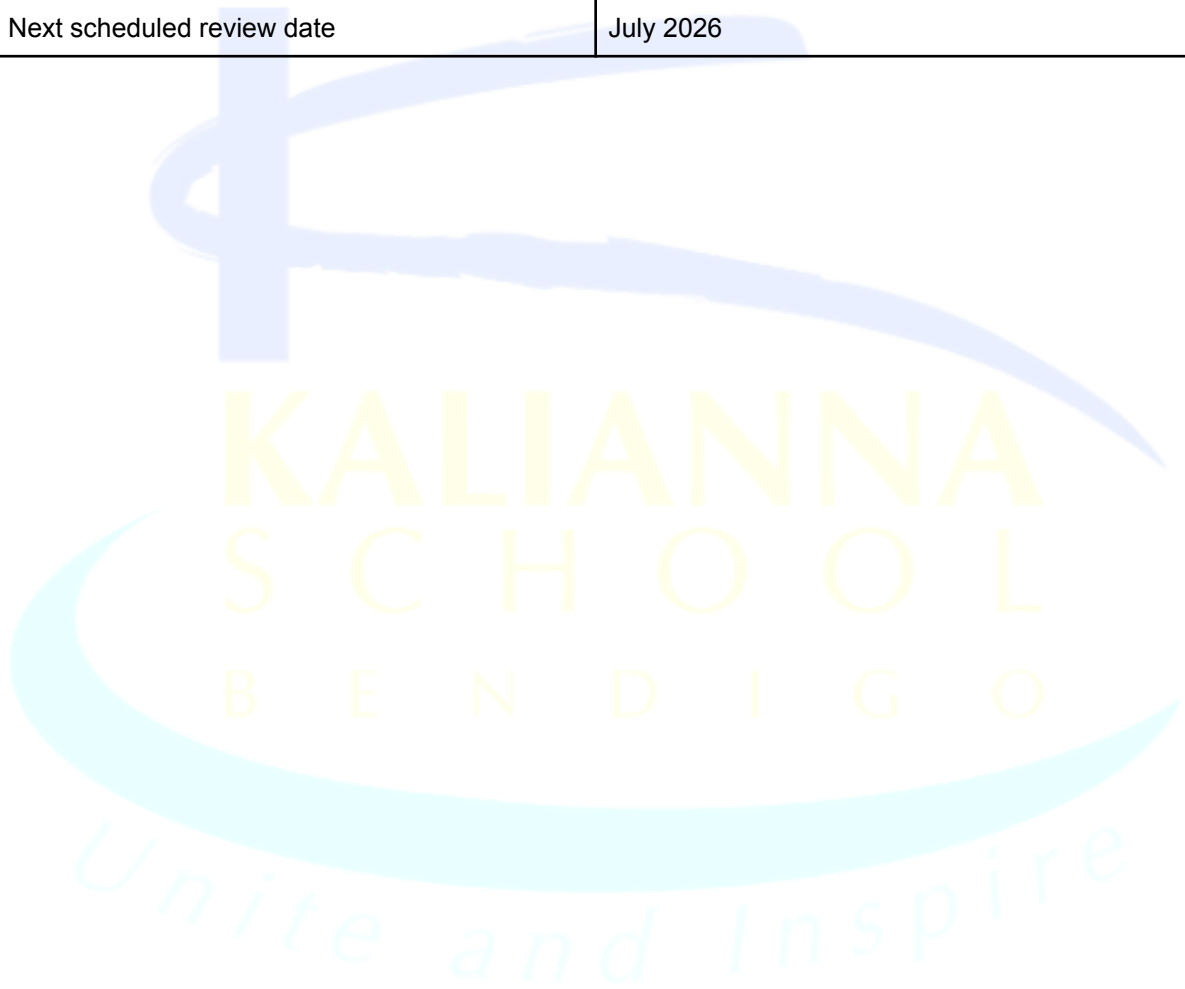 Next scheduled review date July 2026
KALIANNA
SCHOOL
BENDIGO
Unite and Inspire